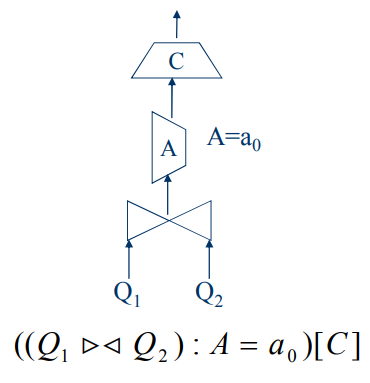 C
A A=a₀
Q₁ Q₂
((Q₁ ▷◁ Q₂) : A = a₀)[C]